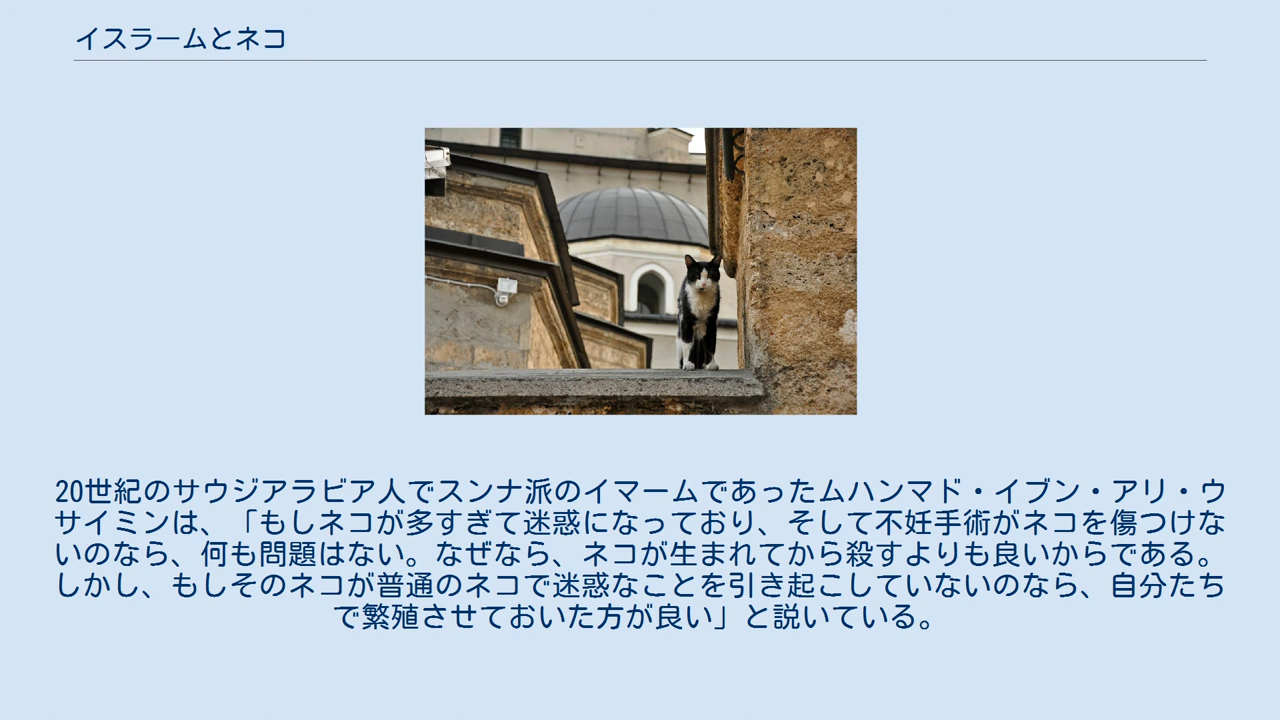 イスラームとネコ
20世紀のサウジアラビア人でスンナ派のイマームであったムハンマド・イブン・アリ・ウ
サイミンは、「もしネコが多すぎて迷惑になっており、そして不妊手術がネコを傷つけな
いのなら、何も問題はない。なぜなら、ネコが生まれてから殺すよりも良いからである。
しかし、もしそのネコが普通のネコで迷惑なことを引き起こしていないのなら、自分たち
で繁殖させておいた方が良い」と説いている。